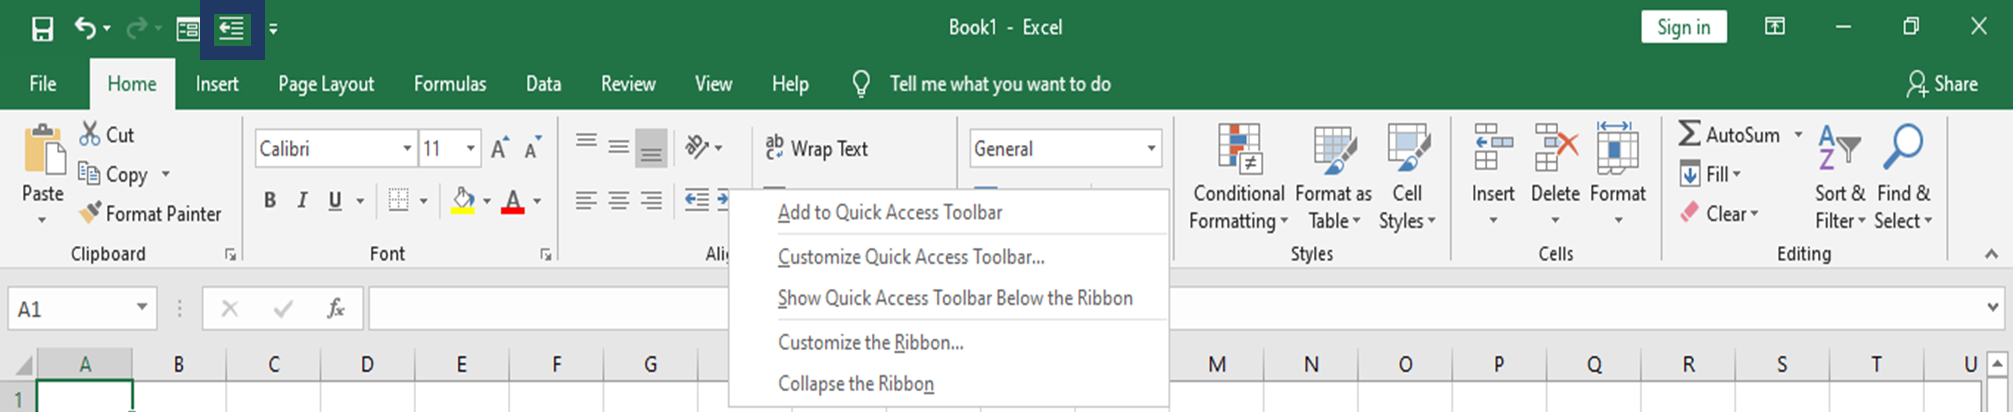 Book1 - Excel
Sign in
File Home Insert Page Layout Formulas Data Review View Help Tell me what you want to do Share
Paste
Cut
Copy
Format Painter
Clipboard
Calibri 11 A A
B I U A
Font
ab Wrap Text
General
Conditional
Formatting
Format as
Table
Cell
Styles
Styles
Insert
Delete
Format
Cells
AutoSum
Fill
Clear
A
Z
Sort &
Filter
Find &
Select
Editing
Add to Quick Access Toolbar
Customize Quick Access Toolbar...
Show Quick Access Toolbar Below the Ribbon
Customize the Ribbon...
Collapse the Ribbon
A1 fx
A B C D E F G M N O P Q R S T U
1